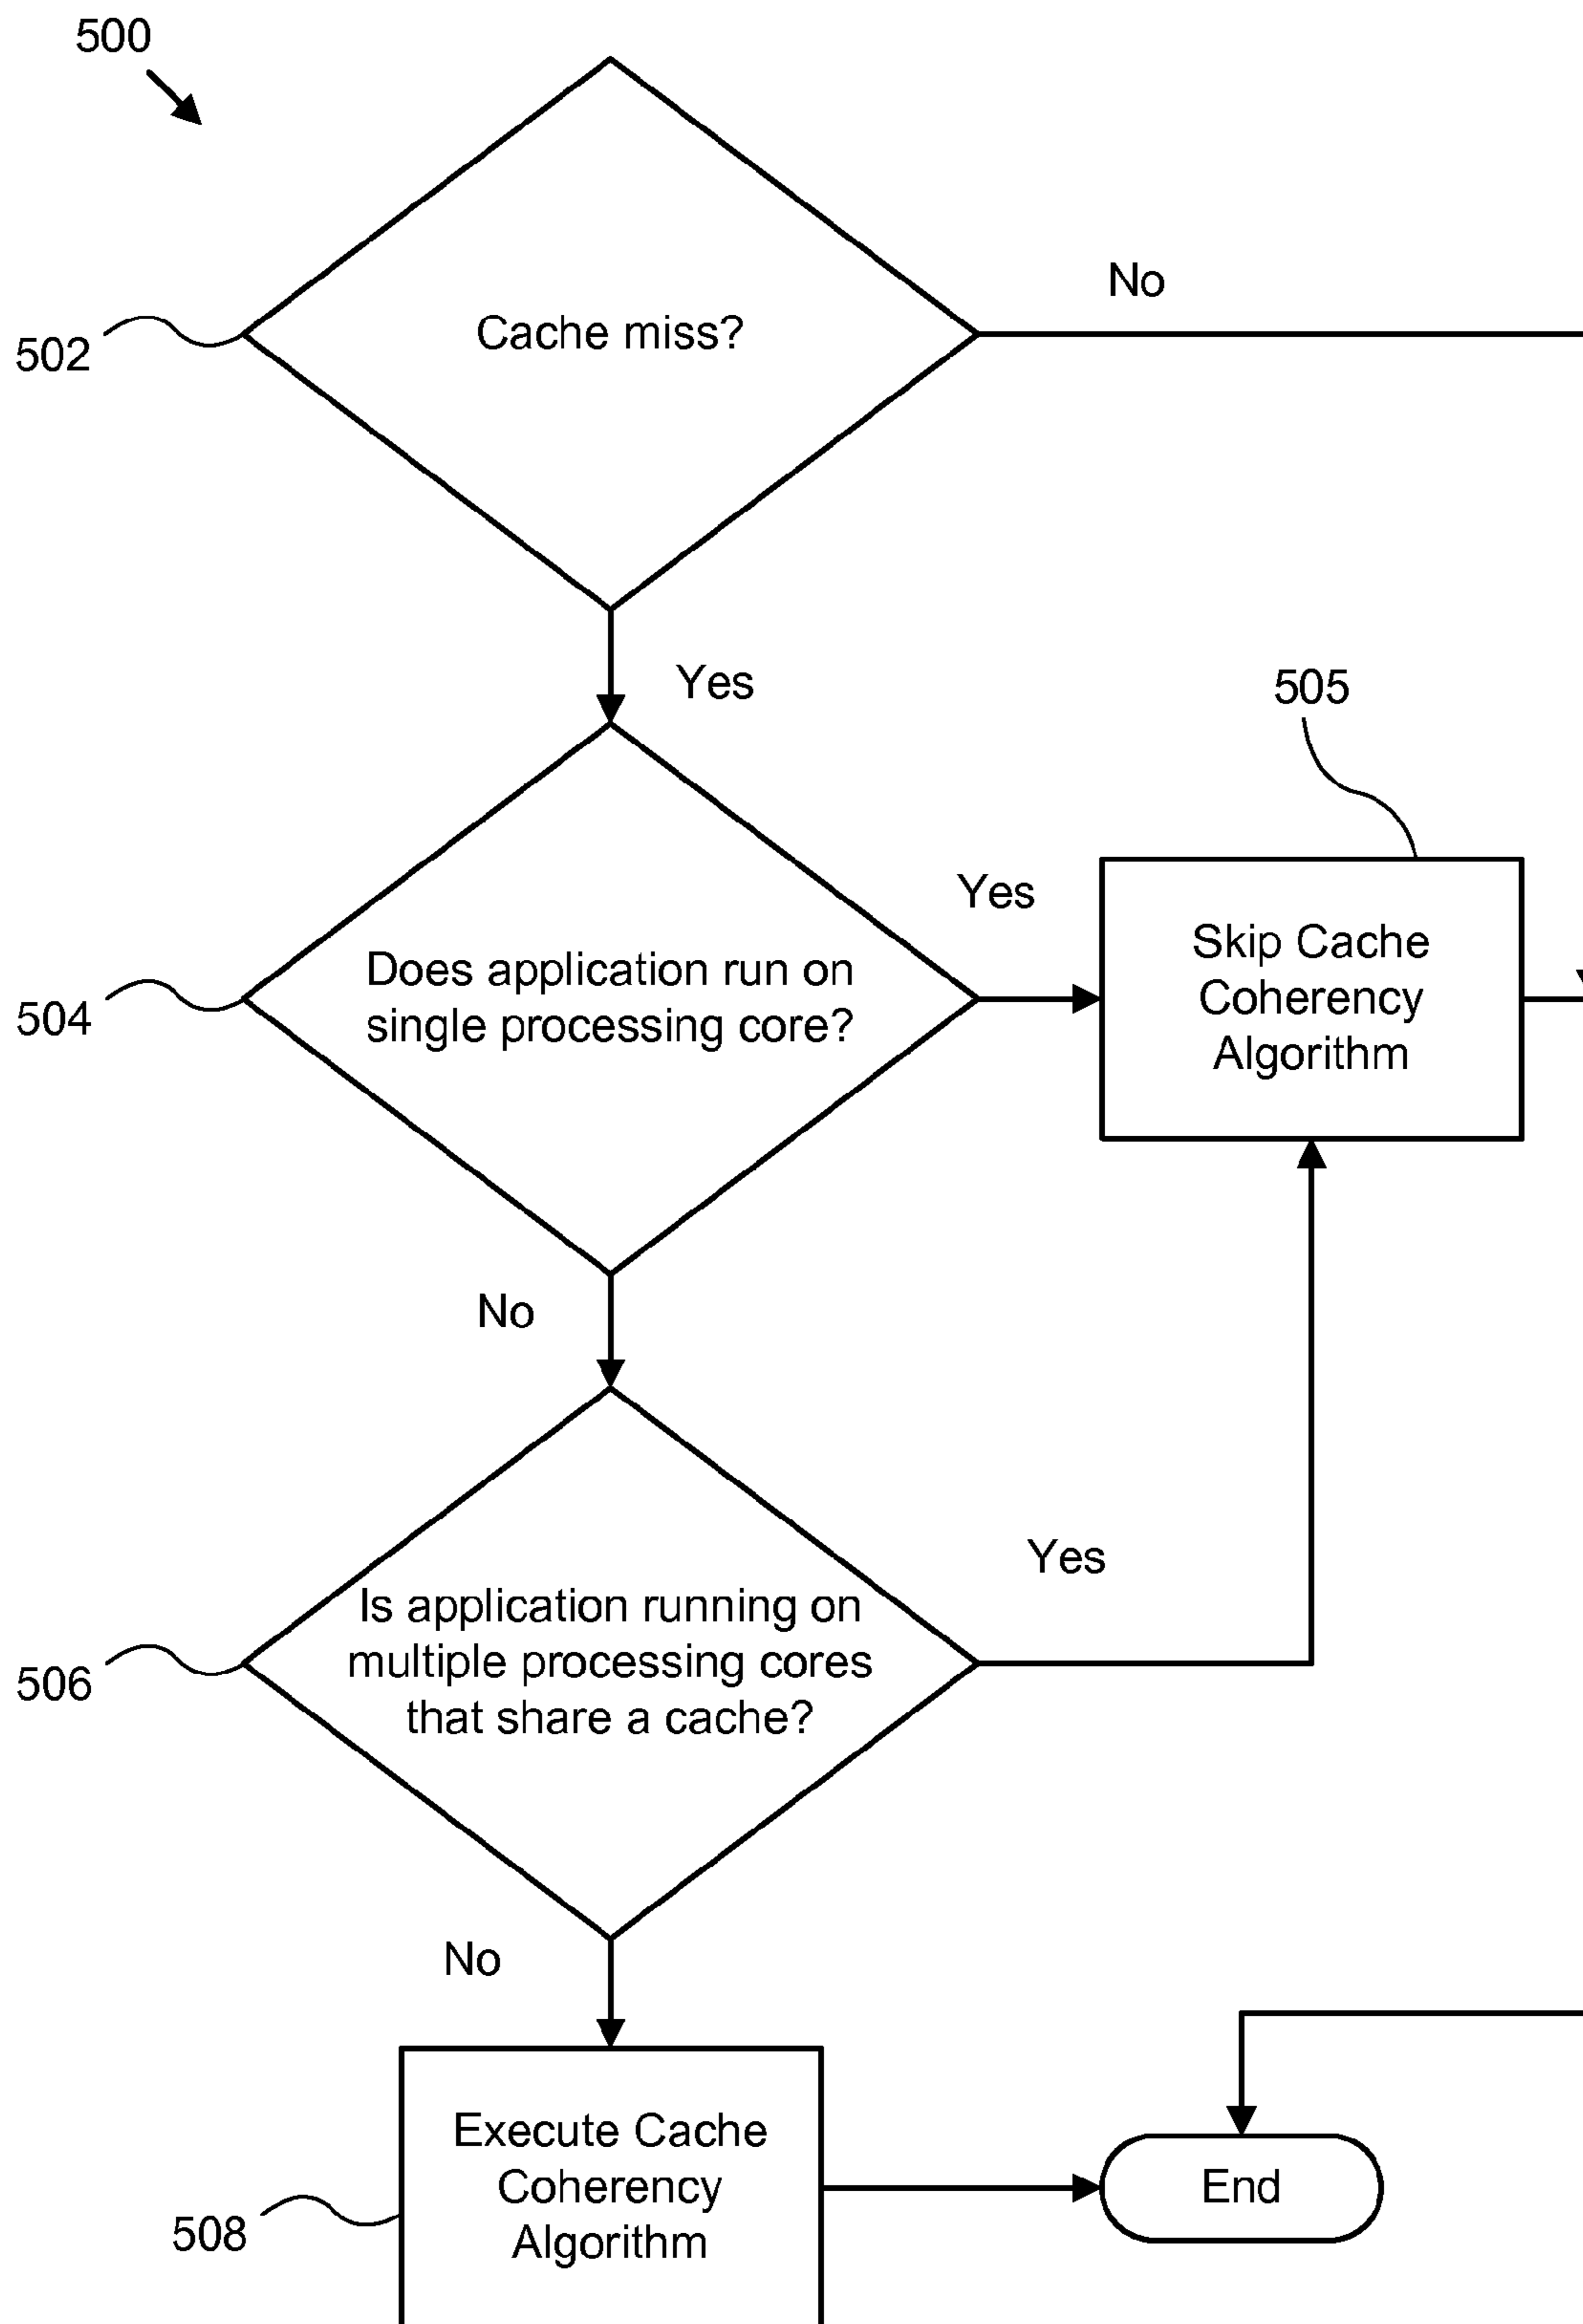 500
No
Cache miss?
502
Yes
505
Yes
Skip Cache
Coherency
Algorithm
Does application run on
single processing core?
504
No
Yes
Is application running on
multiple processing cores
that share a cache?
506
No
Execute Cache
Coherency
Algorithm
508
End